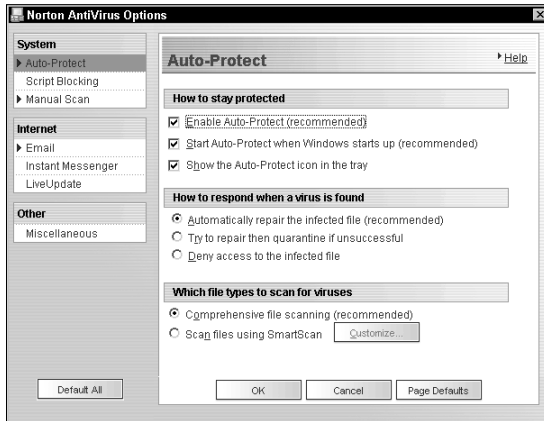 Norton AntiVirus Options
System
Auto-Protect
Script Blocking
Manual Scan
Internet
Email
Instant Messenger
LiveUpdate
Other
Miscellaneous
Default All
Auto-Protect
Help
How to stay protected
Enable Auto-Protect (recommended)
Start Auto-Protect when Windows starts up (recommended)
Show the Auto-Protect icon in the tray
How to respond when a virus is found
Automatically repair the infected file (recommended)
Try to repair then quarantine if unsuccessful
Deny access to the infected file
Which file types to scan for viruses
Comprehensive file scanning (recommended)
Scan files using SmartScan Customize...
OK Cancel Page Defaults